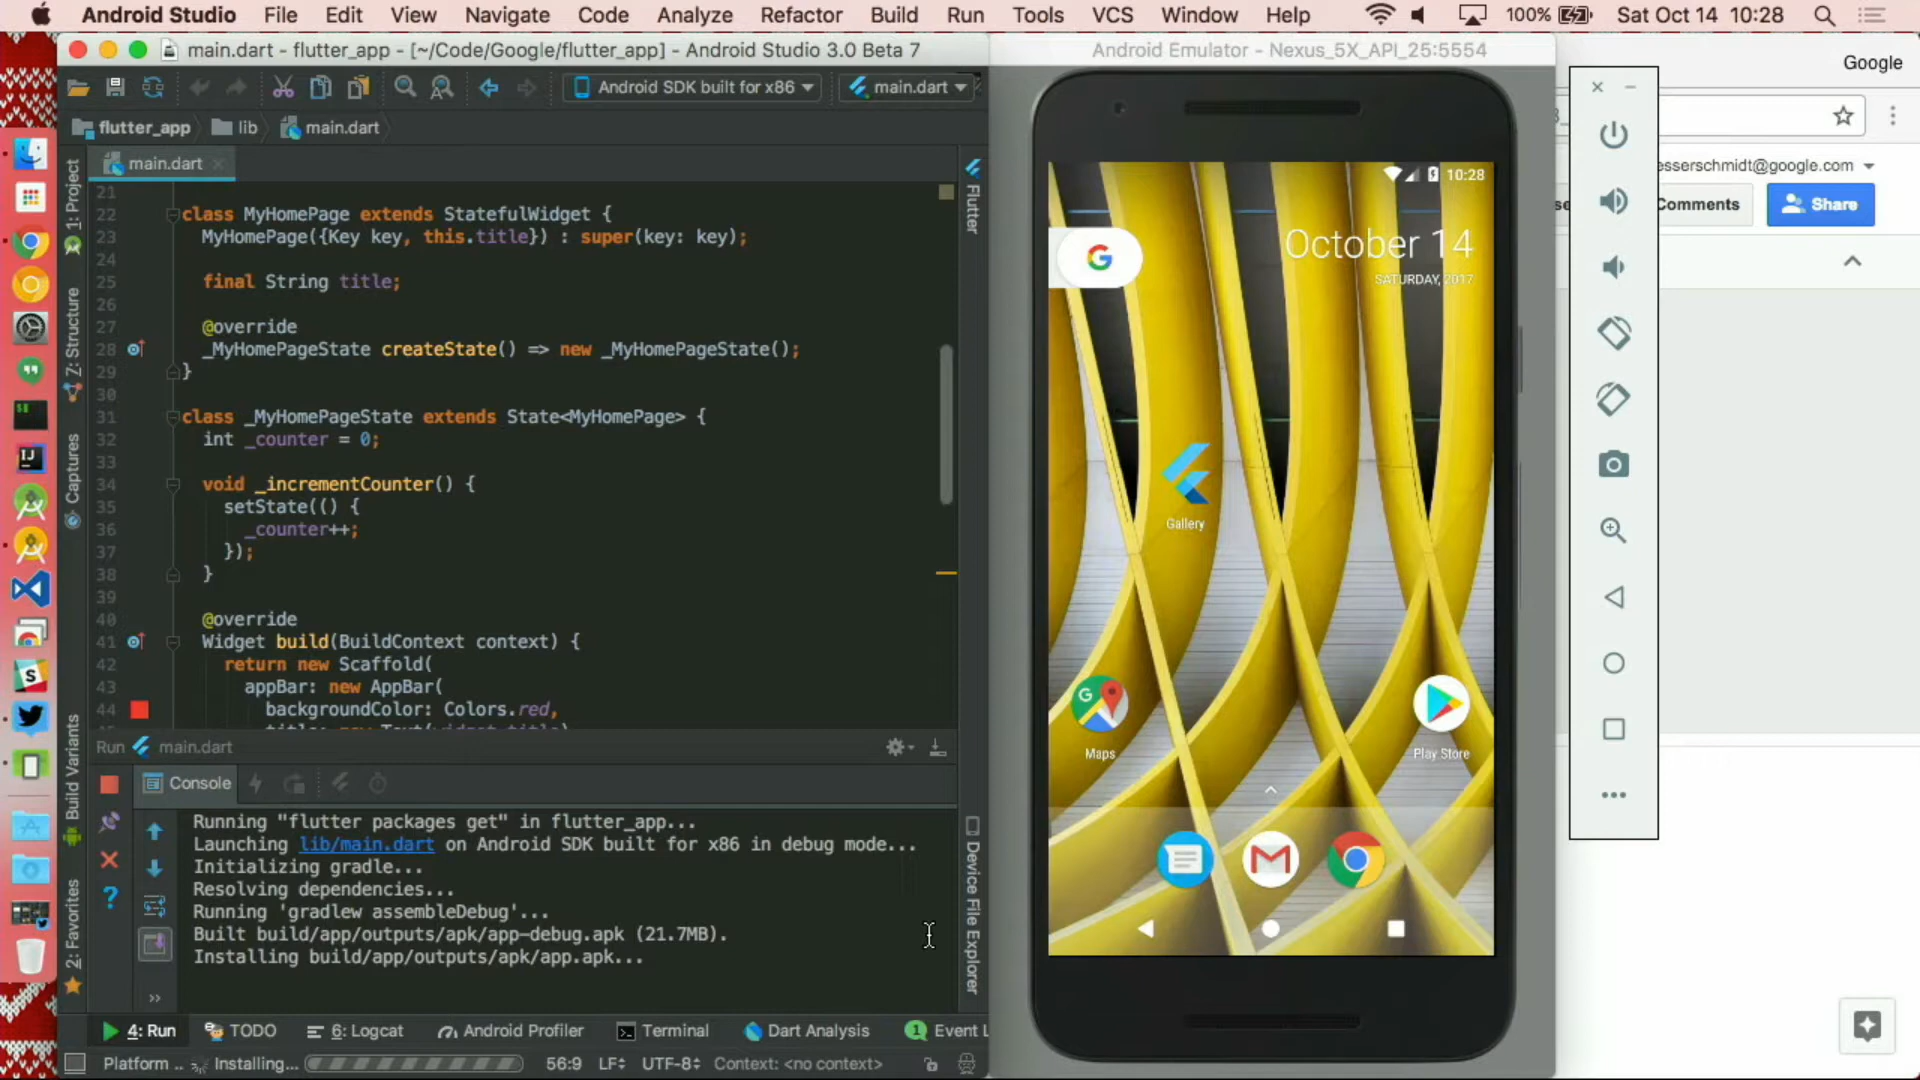 Android Studio File Edit View Navigate Code Analyze Refactor Build Run Tools VCS Window Help 100% Sat Oct 14 10:28
main.dart - flutter_app - [~/Code/Google/flutter_app] - Android Studio 3.0 Beta 7
Android SDK built for x86 main.dart
flutter_app lib main.dart
main.dart
1: Project
7: Structure
Captures
Build Variants
2: Favorites
21
22 class MyHomePage extends StatefulWidget {
23 MyHomePage({Key key, this.title}) : super(key: key);
24
25 final String title;
26
27 @override
28 _MyHomePageState createState() => new _MyHomePageState();
29 }
30
31 class _MyHomePageState extends State<MyHomePage> {
32 int _counter = 0;
33
34 void _incrementCounter() {
35 setState(() {
36 _counter++;
37 });
38 }
39
40 @override
41 Widget build(BuildContext context) {
42 return new Scaffold(
43 appBar: new AppBar(
44 backgroundColor: Colors.red,
Flutter
Device File Explorer
Run main.dart
Console
Running "flutter packages get" in flutter_app...
Launching lib/main.dart on Android SDK built for x86 in debug mode...
Initializing gradle...
Resolving dependencies...
Running 'gradlew assembleDebug'...
Built build/app/outputs/apk/app-debug.apk (21.7MB).
Installing build/app/outputs/apk/app.apk...
4: Run TODO 6: Logcat Android Profiler Terminal Dart Analysis 1 Event L
Platform .. Installing... 56:9 LF UTF-8 Context: <no context>
Android Emulator - Nexus_5X_API_25:5554
10:28
G
October 14
SATURDAY, 2017
Gallery
G
Maps
Play Store
Google
esserschmidt@google.com
Comments
Share